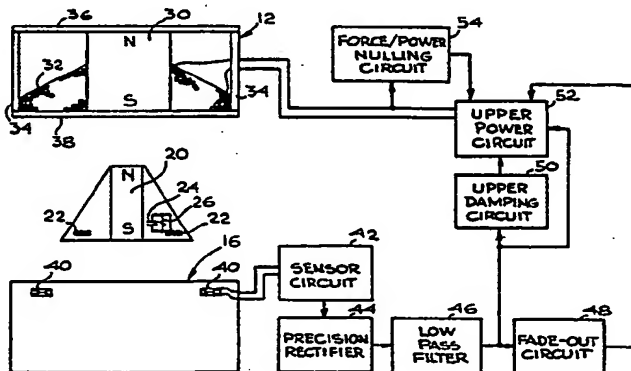 36
30
12
54
N
FORCE/POWER
NULLING CIRCUIT
32
52
34
S
34
UPPER
POWER
CIRCUIT
38
50
N
20
24
26
UPPER
DAMPING
CIRCUIT
22
S
22
16
42
40
40
SENSOR
CIRCUIT
44
46
48
PRECISION
RECTIFIER
LOW
PASS
FILTER
FADE-OUT
CIRCUIT